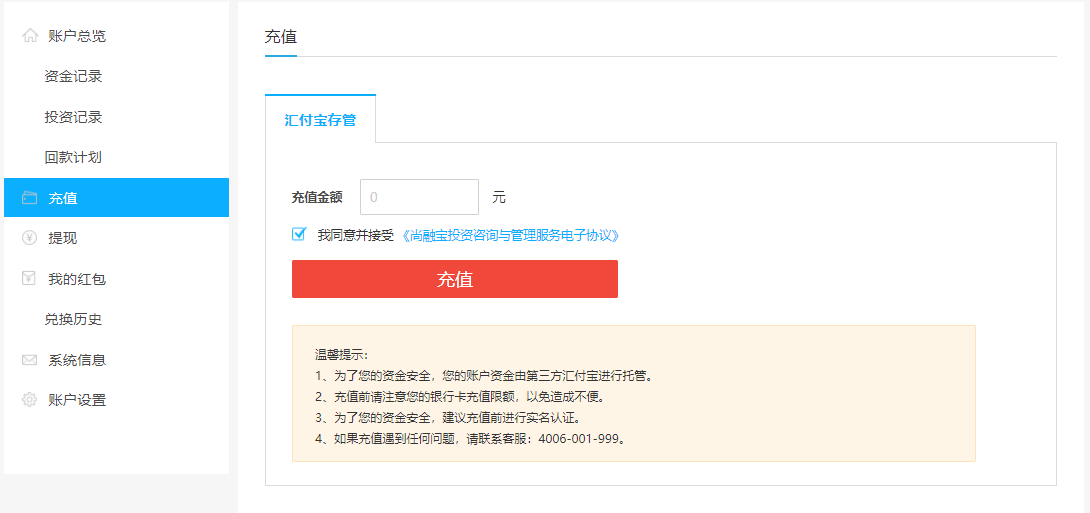 账户总览
资金记录
投资记录
回款计划
充值
提现
我的红包
兑换历史
系统信息
账户设置
充值
汇付宝存管
充值金额 0 元
我同意并接受 《尚融宝投资咨询与管理服务电子协议》
充值
温馨提示：
1、为了您的资金安全，您的账户资金由第三方汇付宝进行托管。
2、充值前请注意您的银行卡充值限额，以免造成不便。
3、为了您的资金安全，建议充值前进行实名认证。
4、如果充值遇到任何问题，请联系客服：4006-001-999。